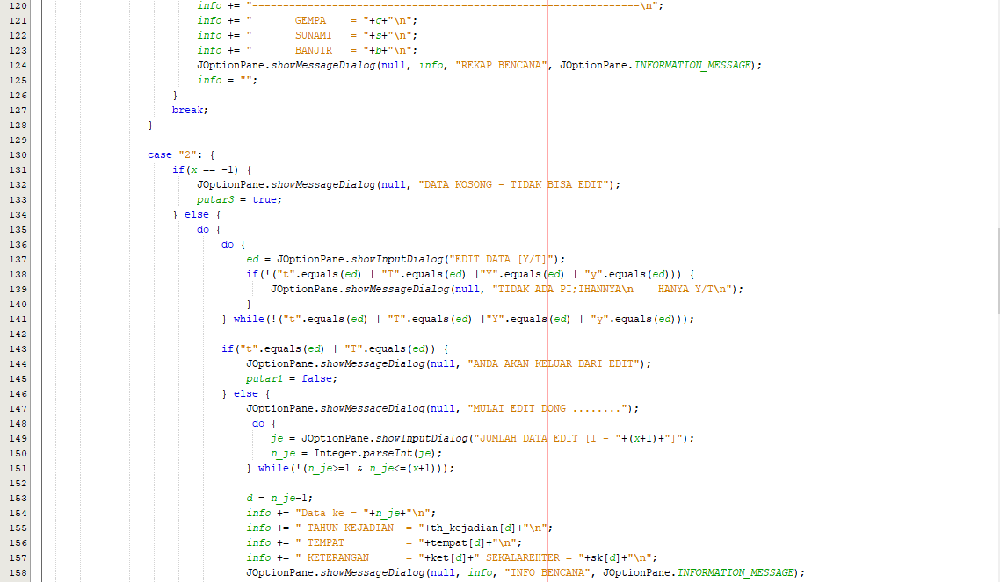 120 info += "---------------------------------------------------------------\n";
121 info += "       GEMPA    = "+g+"\n";
122 info += "       SUNAMI   = "+s+"\n";
123 info += "       BANJIR   = "+b+"\n";
124 JOptionPane.showMessageDialog(null, info, "REKAP BENCANA", JOptionPane.INFORMATION_MESSAGE);
125 info = "";
126 }
127 break;
128 }
129
130 case "2": {
131 if(x == -1) {
132 JOptionPane.showMessageDialog(null, "DATA KOSONG - TIDAK BISA EDIT");
133 putar3 = true;
134 } else {
135 do {
136 do {
137 ed = JOptionPane.showInputDialog("EDIT DATA [Y/T]");
138 if(!("t".equals(ed) | "T".equals(ed) |"Y".equals(ed) | "y".equals(ed))) {
139 JOptionPane.showMessageDialog(null, "TIDAK ADA PI;IHANNYA\n    HANYA Y/T\n");
140 }
141 } while(!("t".equals(ed) | "T".equals(ed) |"Y".equals(ed) | "y".equals(ed)));
142
143 if("t".equals(ed) | "T".equals(ed)) {
144 JOptionPane.showMessageDialog(null, "ANDA AKAN KELUAR DARI EDIT");
145 putar1 = false;
146 } else {
147 JOptionPane.showMessageDialog(null, "MULAI EDIT DONG ........");
148 do {
149 je = JOptionPane.showInputDialog("JUMLAH DATA EDIT [1 - "+(x+1)+"]");
150 n_je = Integer.parseInt(je);
151 } while(!(n_je>=1 & n_je<=(x+1)));
152
153 d = n_je-1;
154 info += "Data ke = "+n_je+"\n";
155 info += " TAHUN KEJADIAN  = "+th_kejadian[d]+"\n";
156 info += " TEMPAT          = "+tempat[d]+"\n";
157 info += " KETERANGAN      = "+ket[d]+" SEKALAREHTER = "+sk[d]+"\n";
158 JOptionPane.showMessageDialog(null, info, "INFO BENCANA", JOptionPane.INFORMATION_MESSAGE);